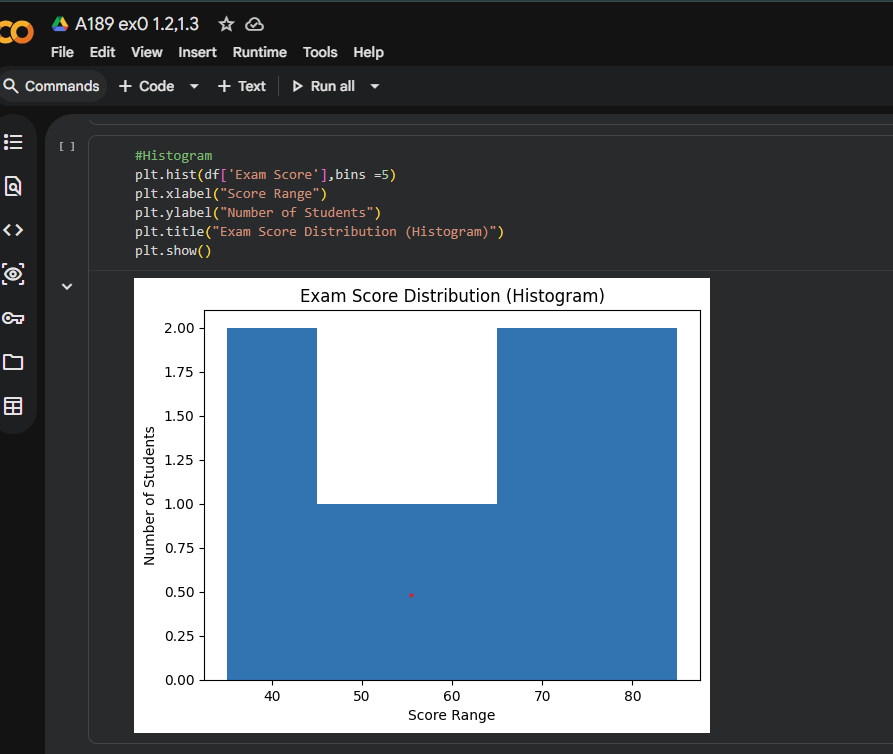 A189 ex0 1.2,1.3
File Edit View Insert Runtime Tools Help
Commands + Code + Text Run all
[ ]
#Histogram
plt.hist(df['Exam Score'],bins =5)
plt.xlabel("Score Range")
plt.ylabel("Number of Students")
plt.title("Exam Score Distribution (Histogram)")
plt.show()
Exam Score Distribution (Histogram)
Number of Students
2.00
1.75
1.50
1.25
1.00
0.75
0.50
0.25
0.00
40 50 60 70 80
Score Range